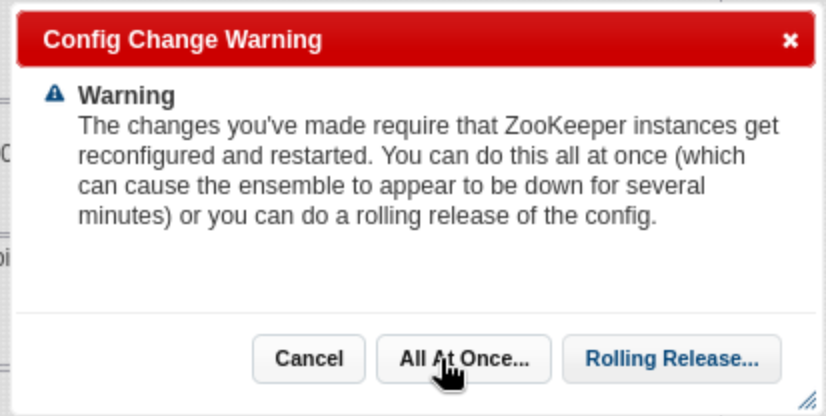 Config Change Warning
Warning
The changes you've made require that ZooKeeper instances get
reconfigured and restarted. You can do this all at once (which
can cause the ensemble to appear to be down for several
minutes) or you can do a rolling release of the config.
Cancel
All At Once...
Rolling Release...